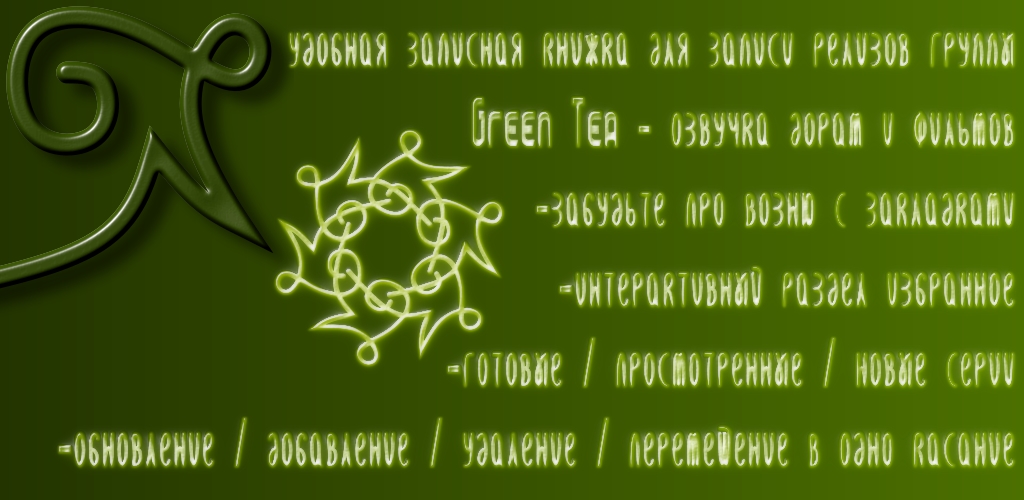 удобная записная книжка для записи релизов группы
Green Tea - озвучка дорам и фильмов
-забудьте про возню с закладками
-интерактивный раздел избранное
-готовые / просмотренные / новые серии
-обновление / добавление / удаление / перемещение в одно касание